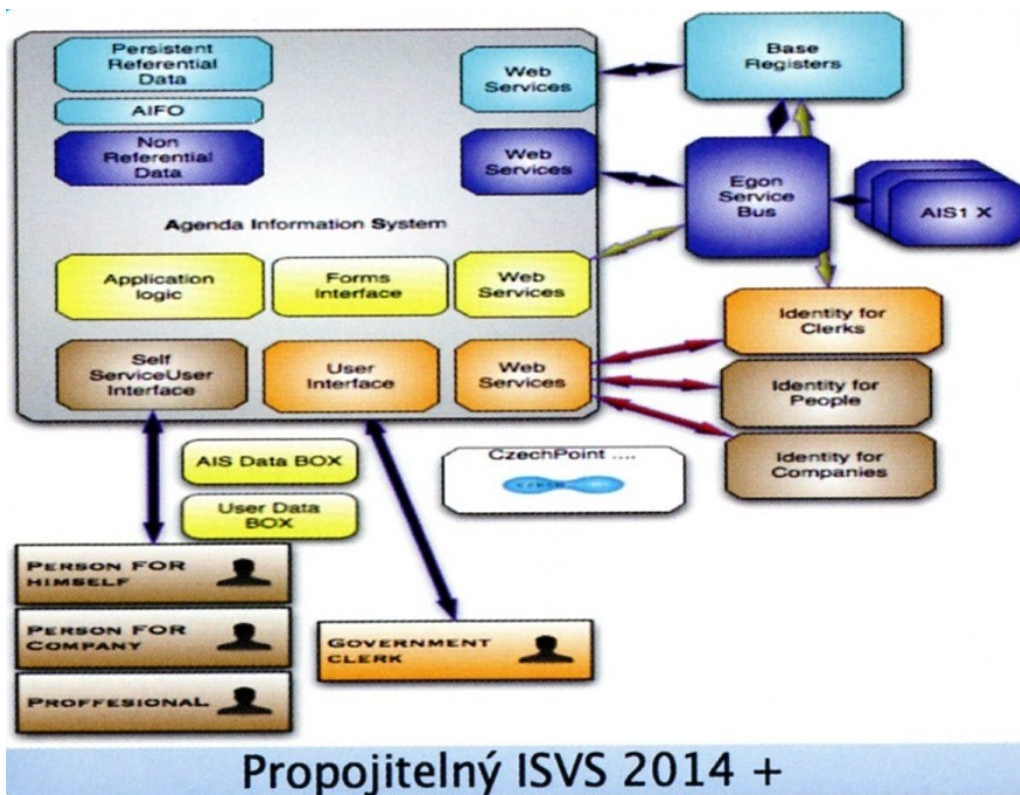 Persistent
Referential
Data
AIFO
Non
Referential
Data
Web
Services
Web
Services
Base
Registers
Egon
Service
Bus
AIS1 X
Agenda Information System
Application
logic
Forms
Interface
Web
Services
Self
ServiceUser
Interface
User
Interface
Web
Services
Identity for
Clerks
Identity for
People
Identity for
Companies
AIS Data BOX
User Data
BOX
CzechPoint ....
PERSON FOR
HIMSELF
PERSON FOR
COMPANY
PROFFESIONAL
GOVERNMENT
CLERK
Propojitelný ISVS 2014 +